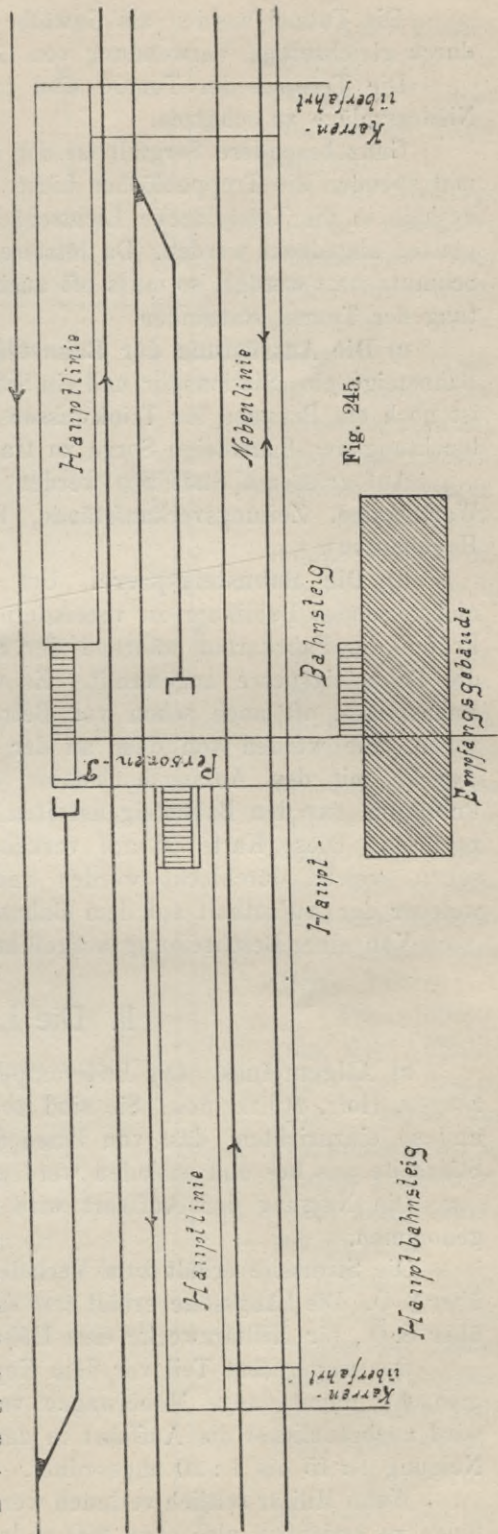 Hauptlinie
Karren-
überfahrt
Nebenlinie
Personen-T.
Bahnsteig
Fig. 245.
Hauptlinie
Haupt-
Empfangsgebäude
Karren-
überfahrt
Hauptbahnsteig